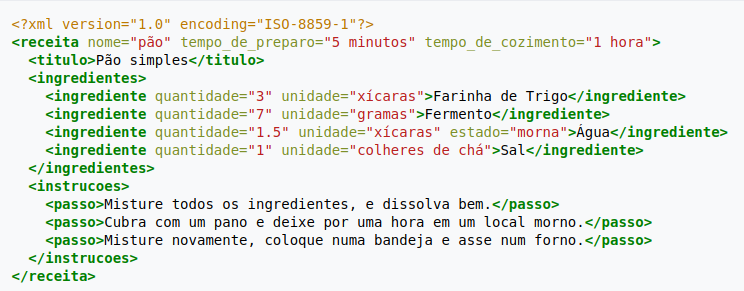 <?xml version="1.0" encoding="ISO-8859-1"?>
<receita nome="pão" tempo_de_preparo="5 minutos" tempo_de_cozimento="1 hora">
  <titulo>Pão simples</titulo>
  <ingredientes>
    <ingrediente quantidade="3" unidade="xícaras">Farinha de Trigo</ingrediente>
    <ingrediente quantidade="7" unidade="gramas">Fermento</ingrediente>
    <ingrediente quantidade="1.5" unidade="xícaras" estado="morna">Água</ingrediente>
    <ingrediente quantidade="1" unidade="colheres de chá">Sal</ingrediente>
  </ingredientes>
  <instrucoes>
    <passo>Misture todos os ingredientes, e dissolva bem.</passo>
    <passo>Cubra com um pano e deixe por uma hora em um local morno.</passo>
    <passo>Misture novamente, coloque numa bandeja e asse num forno.</passo>
  </instrucoes>
</receita>